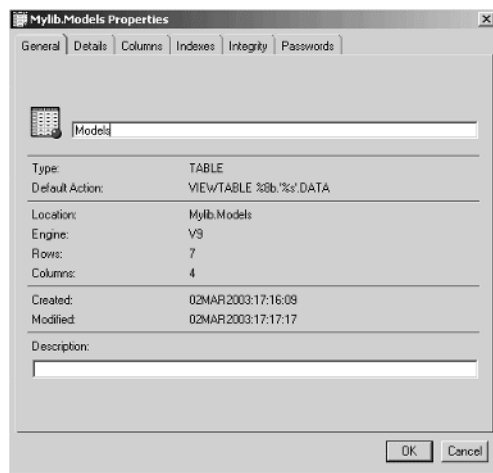 Mylib.Models Properties
General Details Columns Indexes Integrity Passwords
Models
Type: TABLE
Default Action: VIEWTABLE %8b.'%s'.DATA
Location: Mylib.Models
Engine: V9
Rows: 7
Columns: 4
Created: 02MAR2003:17:16:09
Modified: 02MAR2003:17:17:17
Description:
OK Cancel